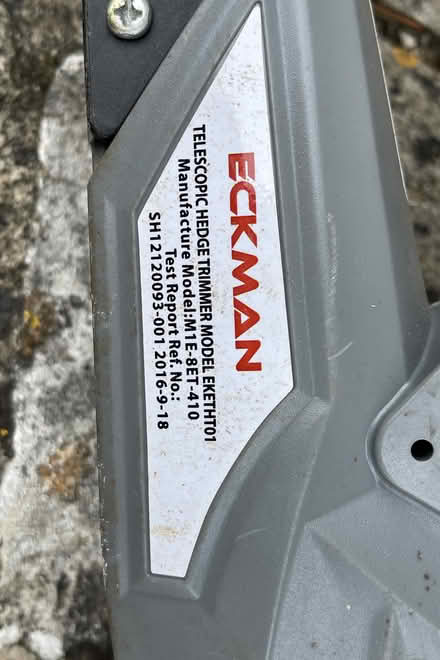 ECKMAN
TELESCOPIC HEDGE TRIMMER MODEL EKETHT01
Manufacture Model:M1E-8ET-410
Test Report Ref. No.:
SH12120093-001 2016-9-18